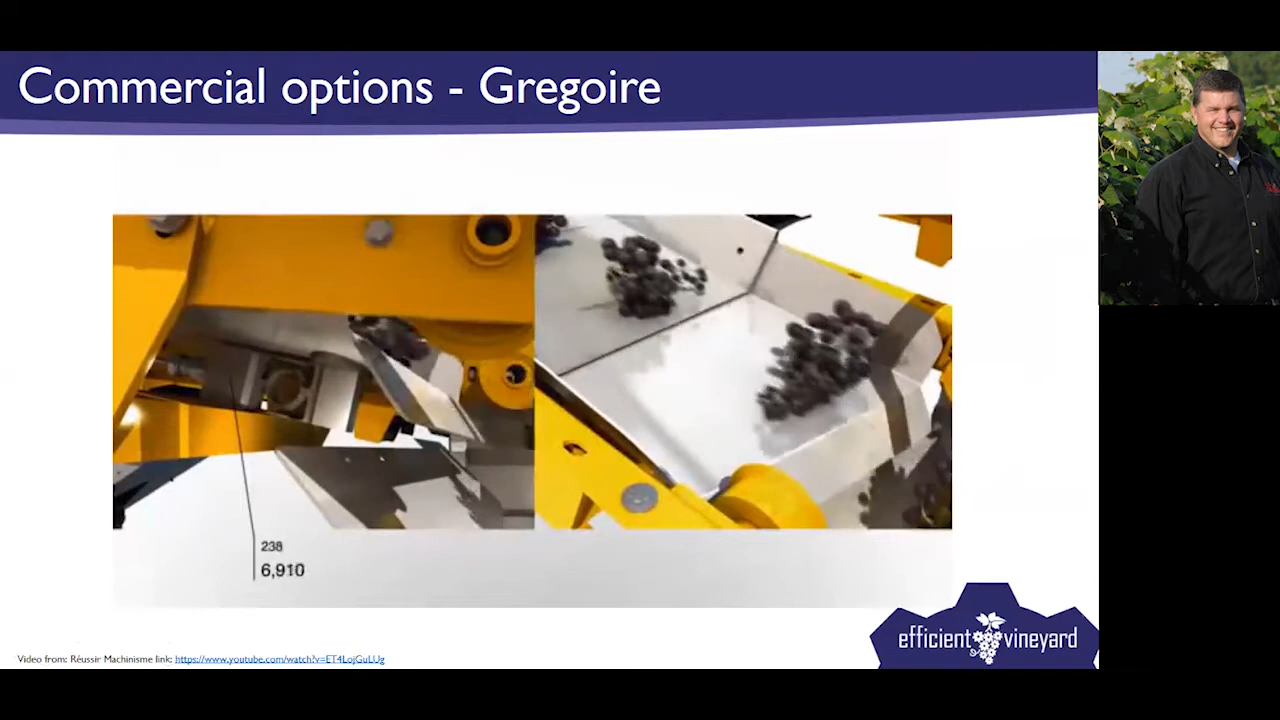 Commercial options - Gregoire
238
6,910
efficient vineyard
Video from: Réussir Machinisme link: https://www.youtube.com/watch?v=ET4LojGuLUg